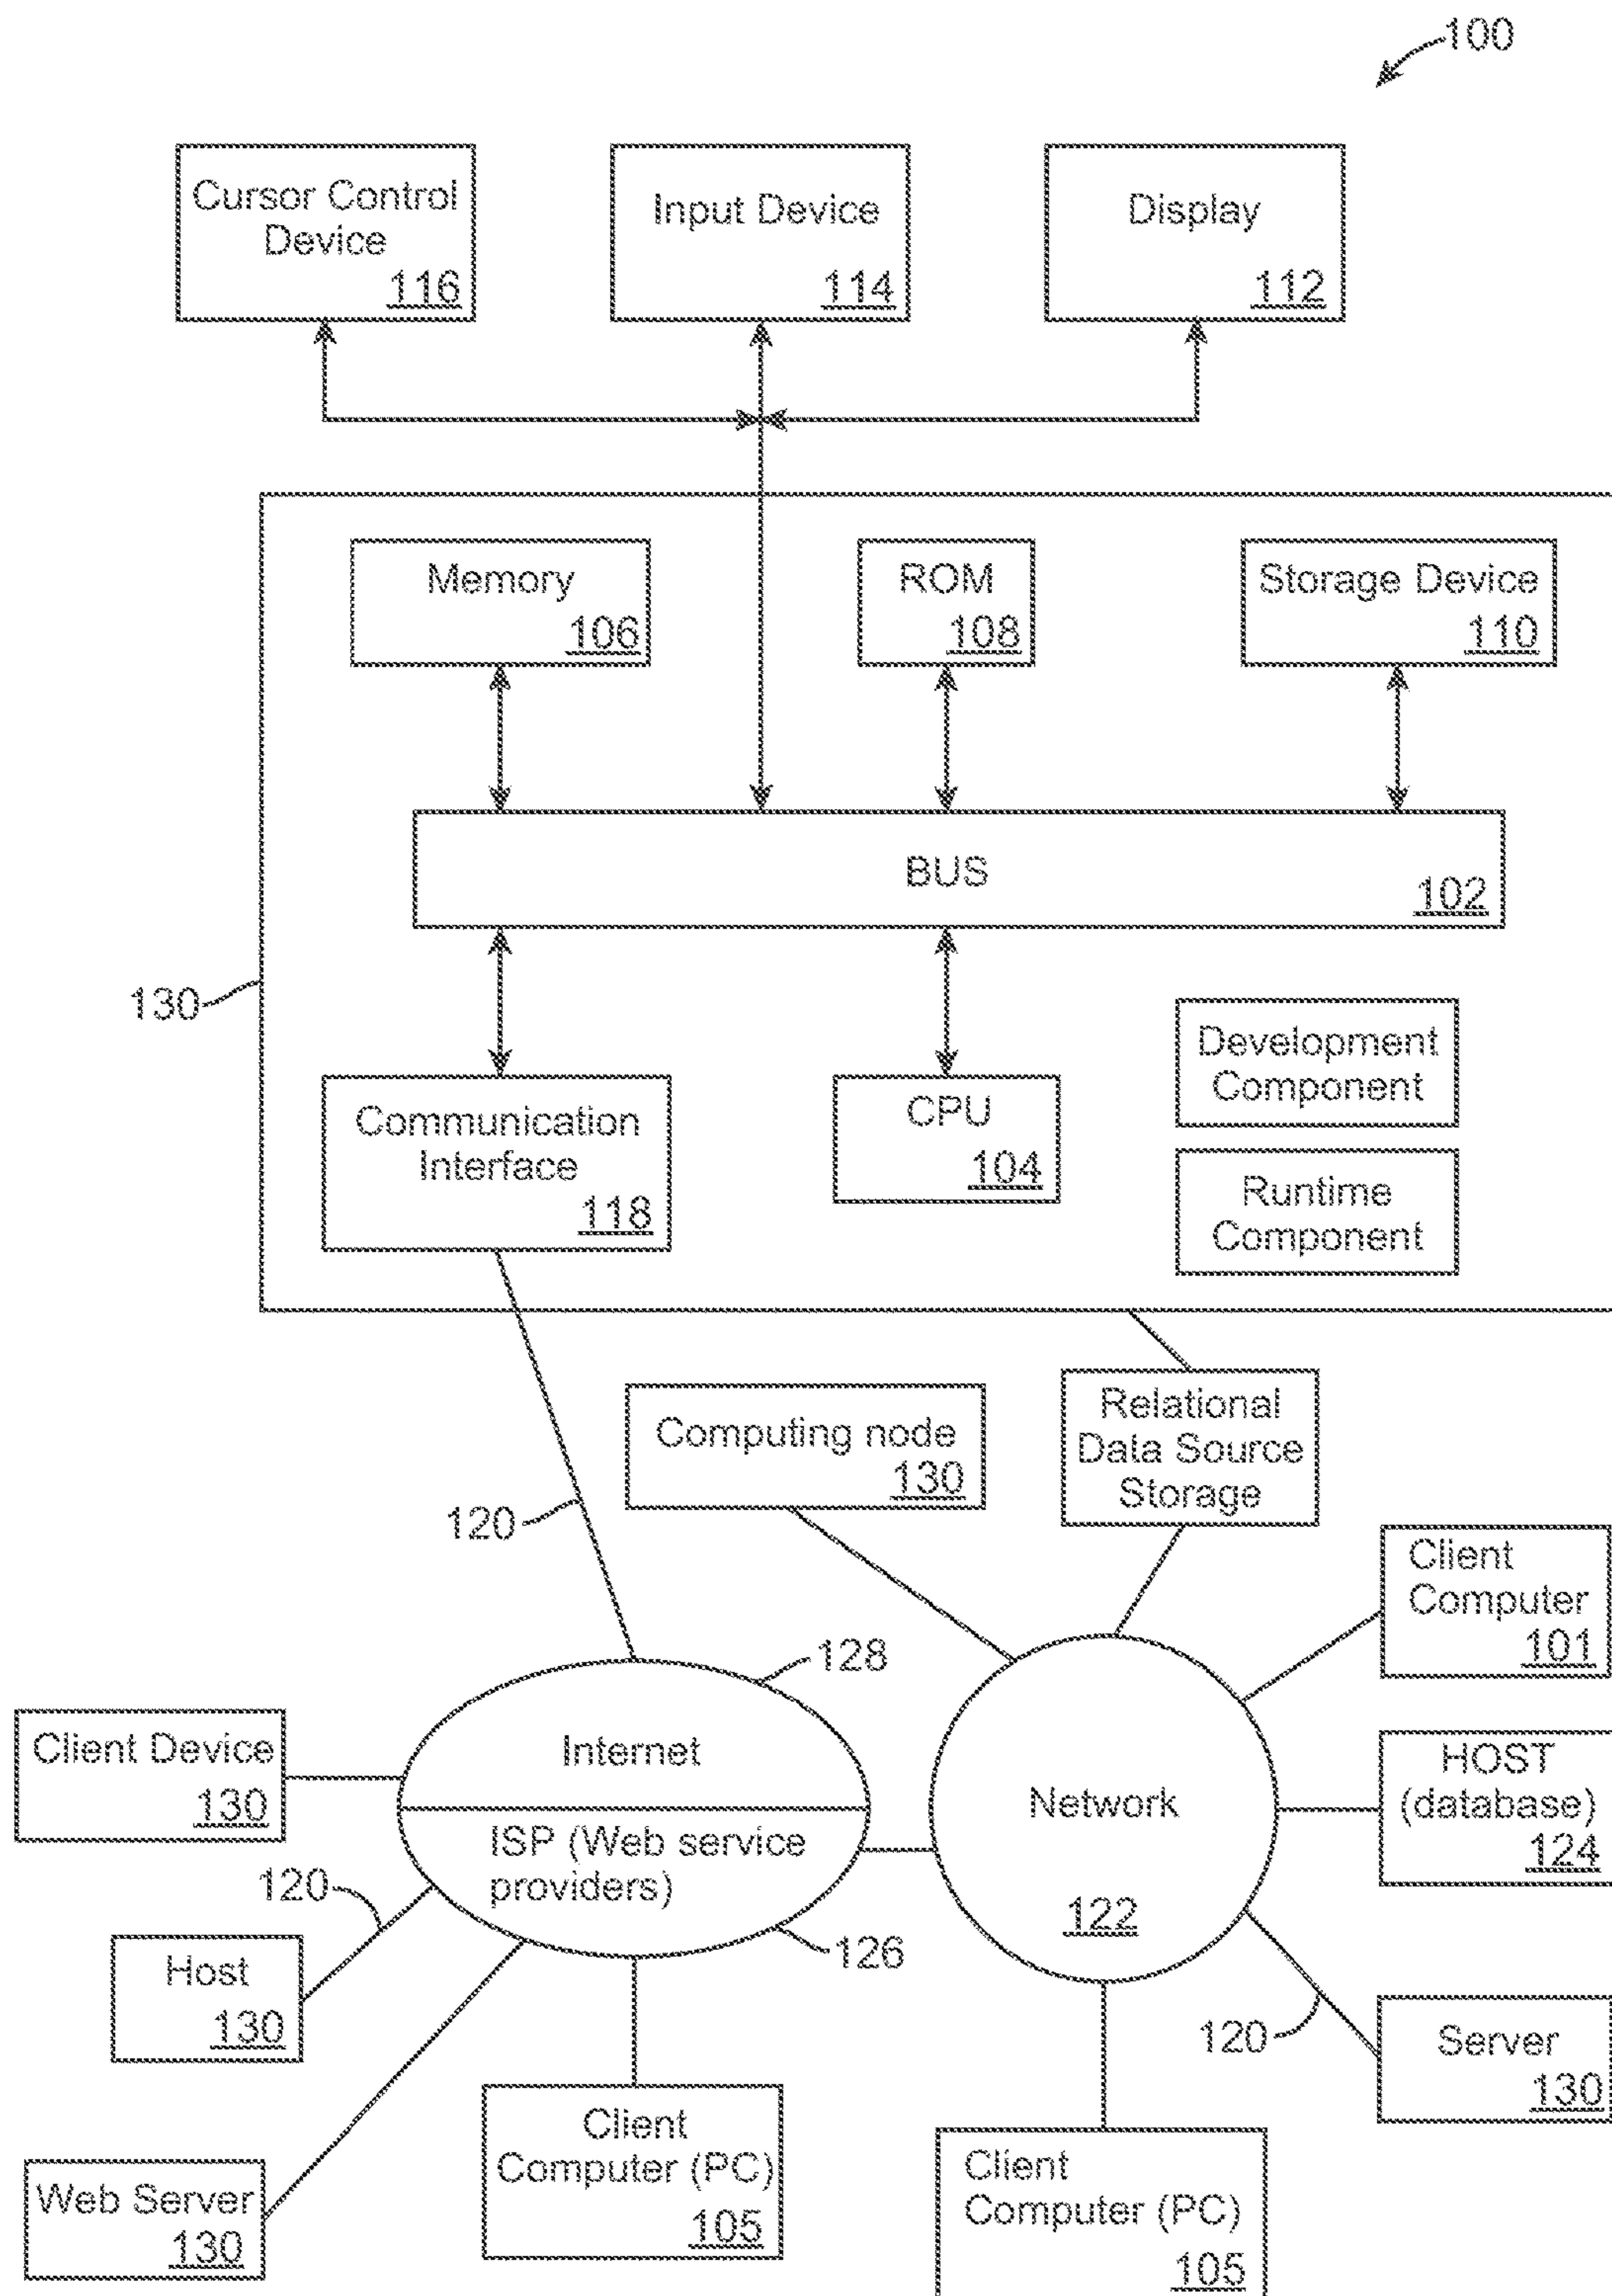 100
Cursor Control
Device
116
Input Device
114
Display
112
Memory
106
ROM
108
Storage Device
110
BUS
102
130
Communication
Interface
118
CPU
104
Development
Component
Runtime
Component
Computing node
130
Relational
Data Source
Storage
120
Client
Computer
101
128
Client Device
130
Internet
ISP (Web service
providers)
Network
122
HOST
(database)
124
120
126
Host
130
120
Server
130
Client
Computer (PC)
105
Client
Computer (PC)
105
Web Server
130